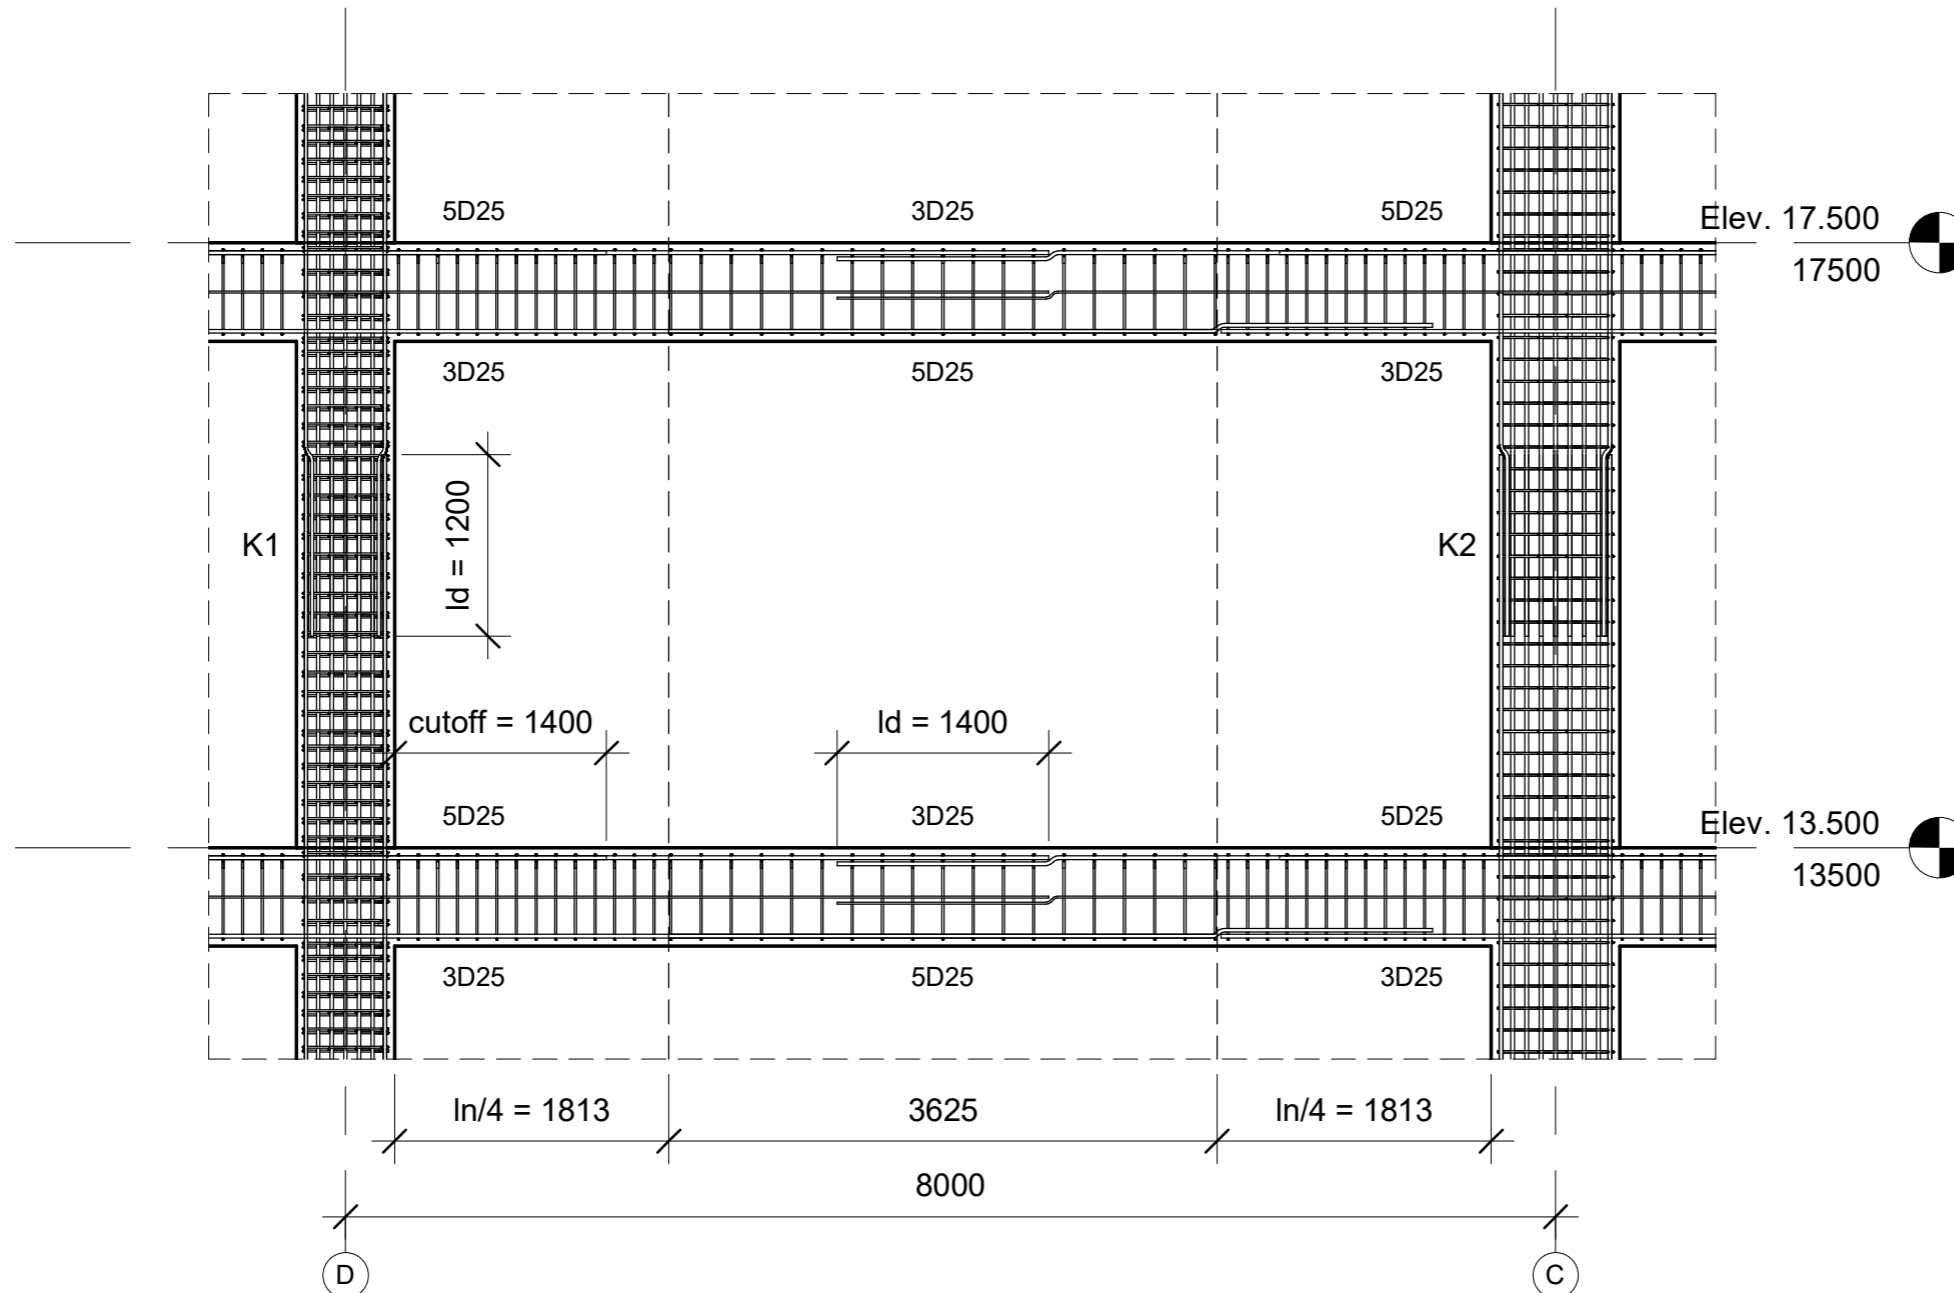 5D25 3D25 5D25
Elev. 17.500
17500
3D25 5D25 3D25
ld = 1200
K1 K2
cutoff = 1400 ld = 1400
5D25 3D25 5D25
Elev. 13.500
13500
3D25 5D25 3D25
ln/4 = 1813 3625 ln/4 = 1813
8000
D C